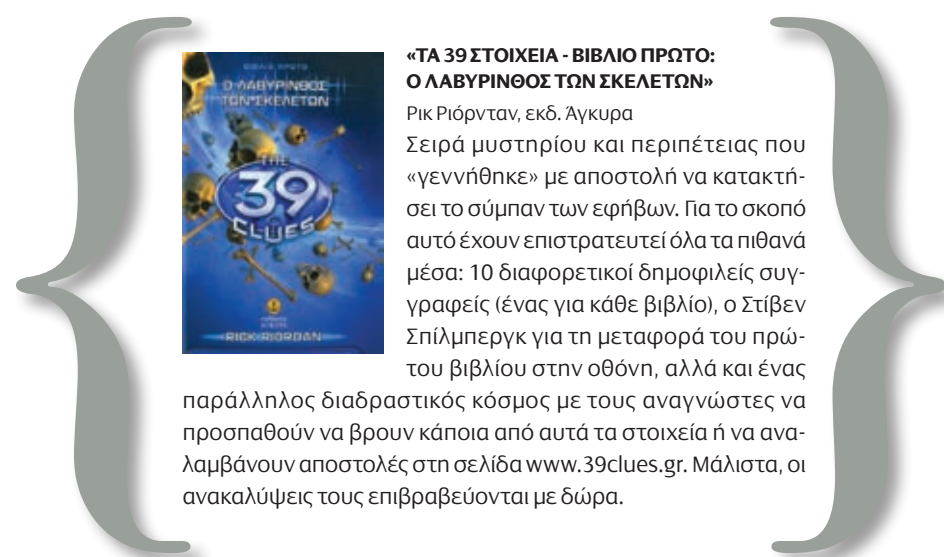 «ΤΑ 39 ΣΤΟΙΧΕΙΑ - ΒΙΒΛΙΟ ΠΡΩΤΟ:
Ο ΛΑΒΥΡΙΝΘΟΣ ΤΩΝ ΣΚΕΛΕΤΩΝ»
Ρικ Ριόρνταν, εκδ. Άγκυρα
Σειρά μυστηρίου και περιπέτειας που
«γεννήθηκε» με αποστολή να κατακτή-
σει το σύμπαν των εφήβων. Για το σκοπό
αυτό έχουν επιστρατευτεί όλα τα πιθανά
μέσα: 10 διαφορετικοί δημοφιλείς συγ-
γραφείς (ένας για κάθε βιβλίο), ο Στίβεν
Σπίλμπεργκ για τη μεταφορά του πρώ-
του βιβλίου στην οθόνη, αλλά και ένας
παράλληλος διαδραστικός κόσμος με τους αναγνώστες να
προσπαθούν να βρουν κάποια από αυτά τα στοιχεία ή να ανα-
λαμβάνουν αποστολές στη σελίδα www.39clues.gr. Μάλιστα, οι
ανακαλύψεις τους επιβραβεύονται με δώρα.
ΒΙΒΛΙΟ ΠΡΩΤΟ
Ο ΛΑΒΥΡΙΝΘΟΣ
ΤΩΝ ΣΚΕΛΕΤΩΝ
THE
39
CLUES
RICK RIORDAN